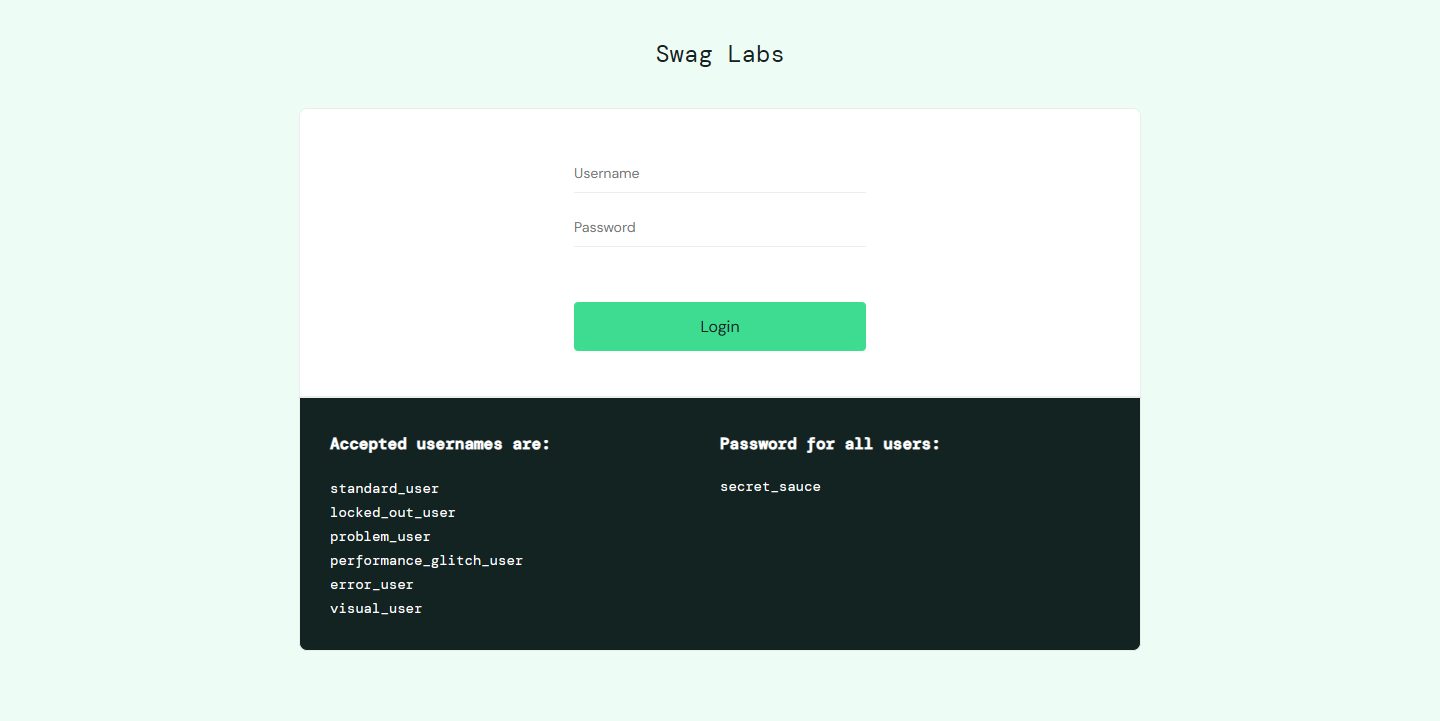 Swag Labs
Username
Password
Login
Accepted usernames are:
standard_user
locked_out_user
problem_user
performance_glitch_user
error_user
visual_user
Password for all users:
secret_sauce